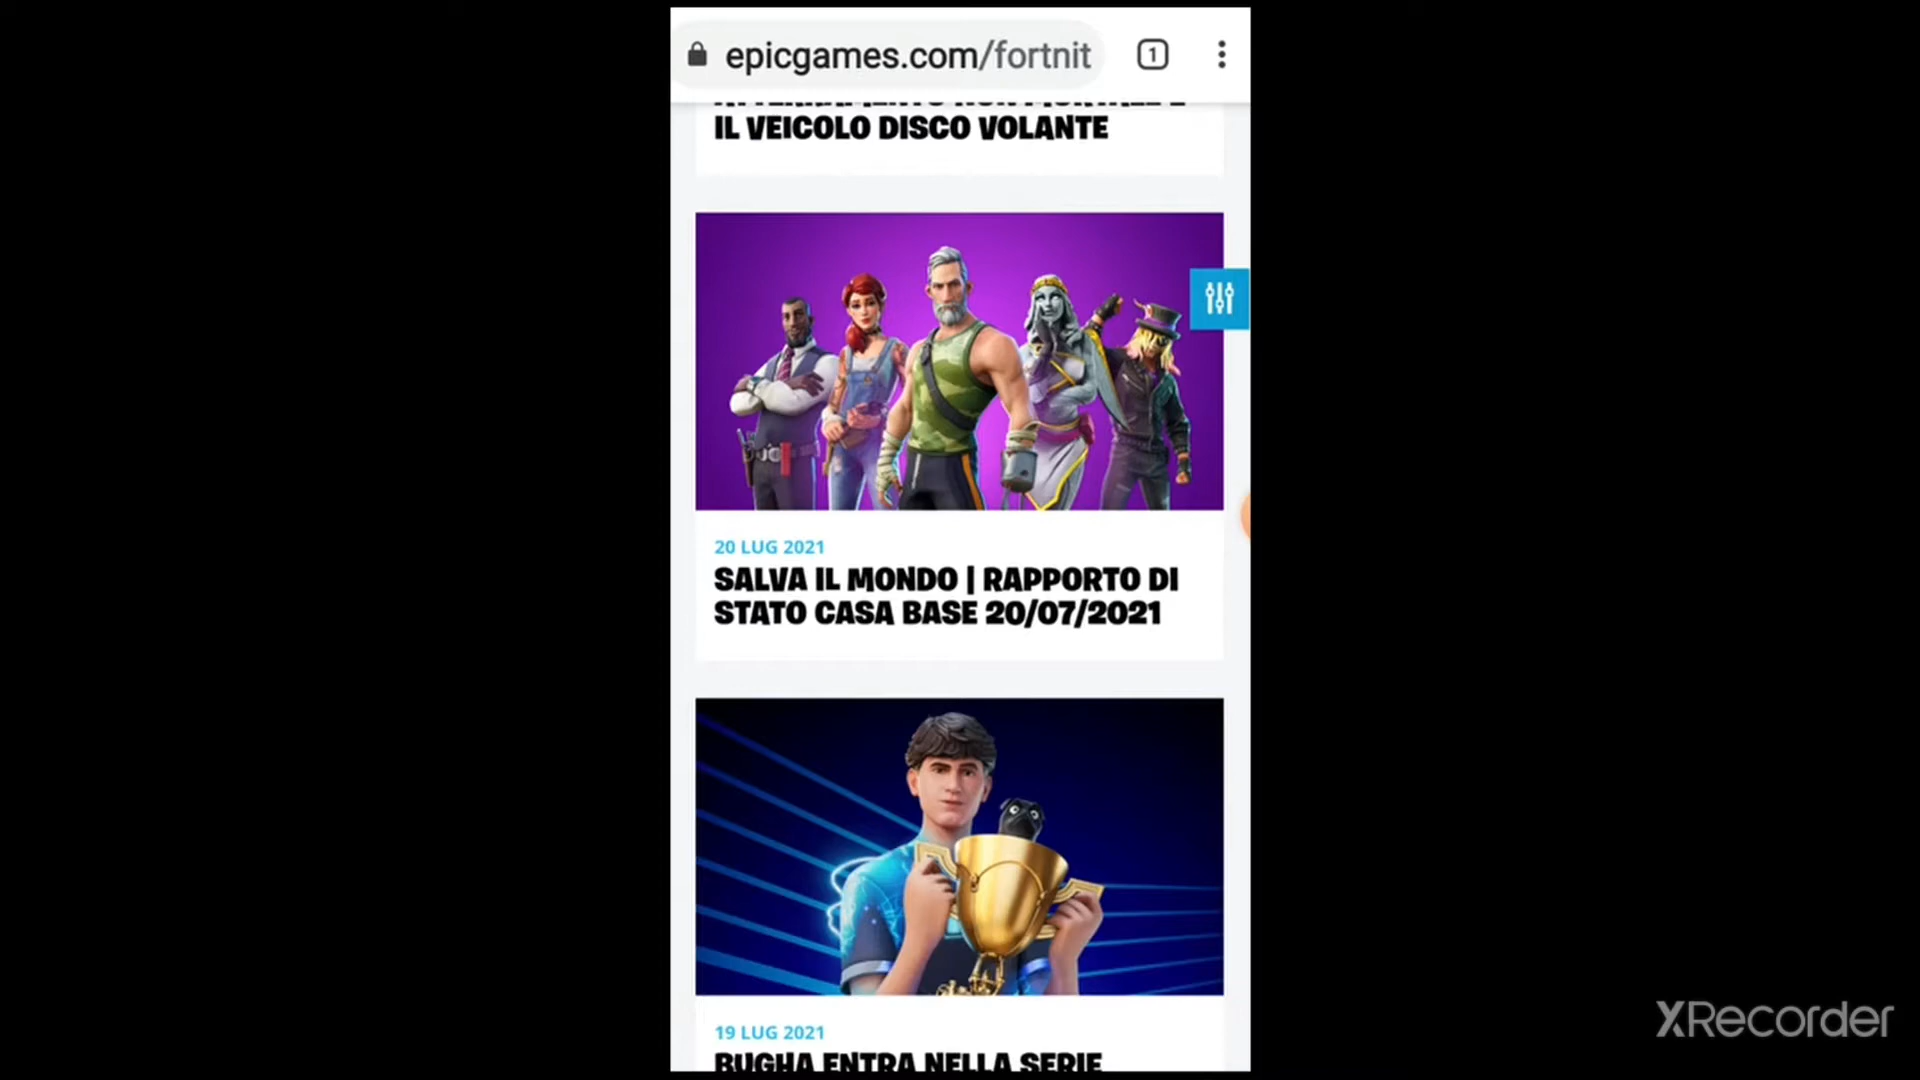 epicgames.com/fortnit
1
IL VEICOLO DISCO VOLANTE
20 LUG 2021
SALVA IL MONDO | RAPPORTO DI
STATO CASA BASE 20/07/2021
19 LUG 2021
BUGHA ENTRA NELLA SERIE
XRecorder